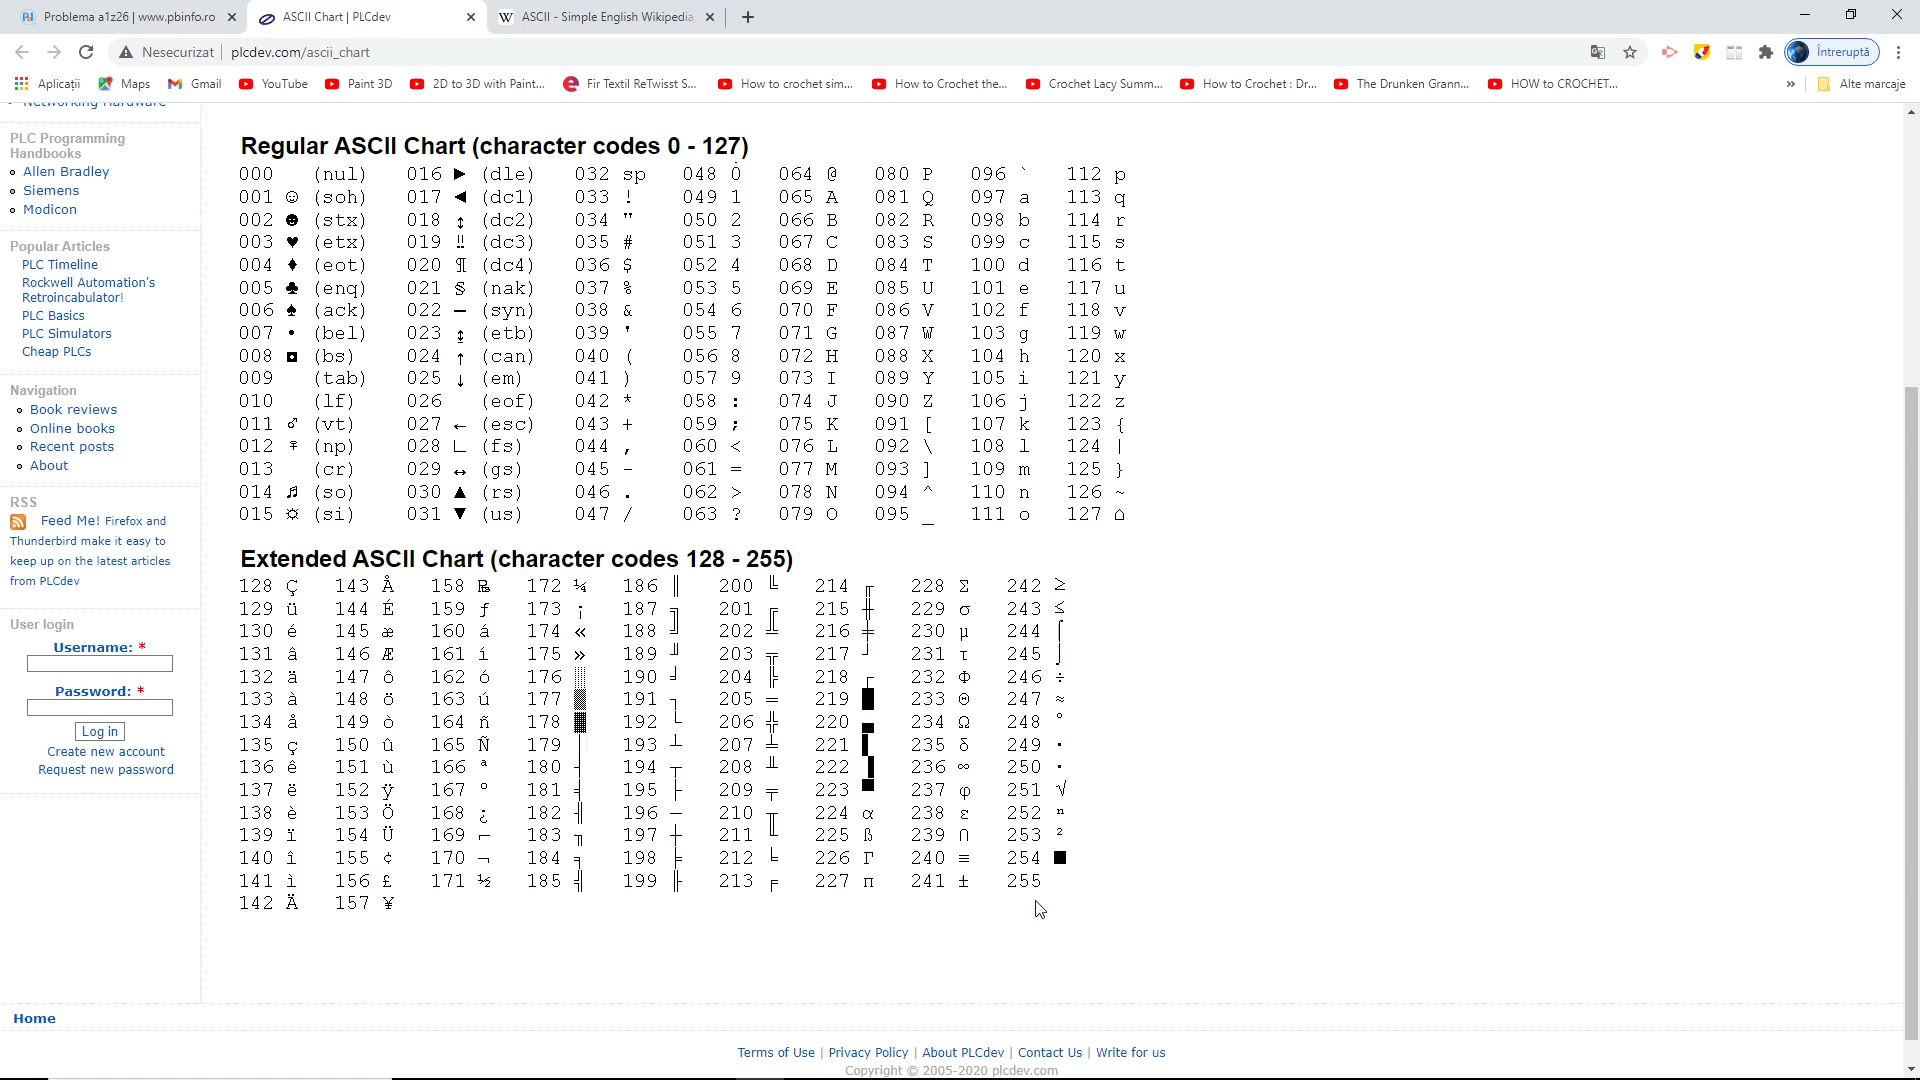 Problema a1z26 | www.pbinfo.ro
ASCII Chart | PLCdev
ASCII - Simple English Wikipedia
Nesecurizat | plcdev.com/ascii_chart
Întreruptă
Aplicații Maps Gmail YouTube Paint 3D 2D to 3D with Paint... Fir Textil ReTwisst S... How to crochet sim... How to Crochet the... Crochet Lacy Summ... How to Crochet : Dr... The Drunken Grann... HOW to CROCHET... » Alte marcaje
Networking Hardware
PLC Programming
Handbooks
Allen Bradley
Siemens
Modicon
Popular Articles
PLC Timeline
Rockwell Automation's
Retroincabulator!
PLC Basics
PLC Simulators
Cheap PLCs
Navigation
Book reviews
Online books
Recent posts
About
RSS
Feed Me! Firefox and
Thunderbird make it easy to
keep up on the latest articles
from PLCdev
User login
Username: *
Password: *
Log in
Create new account
Request new password
Regular ASCII Chart (character codes 0 - 127)
000 (nul) 016 ► (dle) 032 sp 048 0 064 @ 080 P 096 ` 112 p
001 ☺ (soh) 017 ◄ (dc1) 033 ! 049 1 065 A 081 Q 097 a 113 q
002 ☻ (stx) 018 ↕ (dc2) 034 " 050 2 066 B 082 R 098 b 114 r
003 ♥ (etx) 019 ‼ (dc3) 035 # 051 3 067 C 083 S 099 c 115 s
004 ♦ (eot) 020 ¶ (dc4) 036 $ 052 4 068 D 084 T 100 d 116 t
005 ♣ (enq) 021 § (nak) 037 % 053 5 069 E 085 U 101 e 117 u
006 ♠ (ack) 022 ▬ (syn) 038 & 054 6 070 F 086 V 102 f 118 v
007 • (bel) 023 ↨ (etb) 039 ' 055 7 071 G 087 W 103 g 119 w
008 ◘ (bs) 024 ↑ (can) 040 ( 056 8 072 H 088 X 104 h 120 x
009 (tab) 025 ↓ (em) 041 ) 057 9 073 I 089 Y 105 i 121 y
010 (lf) 026 (eof) 042 * 058 : 074 J 090 Z 106 j 122 z
011 ♂ (vt) 027 ← (esc) 043 + 059 ; 075 K 091 [ 107 k 123 {
012 ♀ (np) 028 ∟ (fs) 044 , 060 < 076 L 092 \ 108 l 124 |
013 (cr) 029 ↔ (gs) 045 - 061 = 077 M 093 ] 109 m 125 }
014 ♫ (so) 030 ▲ (rs) 046 . 062 > 078 N 094 ^ 110 n 126 ~
015 ☼ (si) 031 ▼ (us) 047 / 063 ? 079 O 095 _ 111 o 127 ⌂
Extended ASCII Chart (character codes 128 - 255)
128 Ç 143 Å 158 ₧ 172 ¼ 186 ║ 200 ╚ 214 ╓ 228 Σ 242 ≥
129 ü 144 É 159 ƒ 173 ¡ 187 ╗ 201 ╔ 215 ╫ 229 σ 243 ≤
130 é 145 æ 160 á 174 « 188 ╝ 202 ╩ 216 ╪ 230 µ 244 ⌠
131 â 146 Æ 161 í 175 » 189 ╜ 203 ╦ 217 ┘ 231 τ 245 ⌡
132 ä 147 ô 162 ó 176 ░ 190 ╛ 204 ╠ 218 ┌ 232 Φ 246 ÷
133 à 148 ö 163 ú 177 ▒ 191 ┐ 205 ═ 219 █ 233 Θ 247 ≈
134 å 149 ò 164 ñ 178 ▓ 192 └ 206 ╬ 220 ▄ 234 Ω 248 °
135 ç 150 û 165 Ñ 179 │ 193 ┴ 207 ╧ 221 ▌ 235 δ 249 ∙
136 ê 151 ù 166 ª 180 ┤ 194 ┬ 208 ╨ 222 ▐ 236 ∞ 250 ·
137 ë 152 ÿ 167 º 181 ╡ 195 ├ 209 ╤ 223 ▀ 237 φ 251 √
138 è 153 Ö 168 ¿ 182 ╢ 196 ─ 210 ╥ 224 α 238 ε 252 ⁿ
139 ï 154 Ü 169 ⌐ 183 ╖ 197 ┼ 211 ╙ 225 ß 239 ∩ 253 ²
140 î 155 ¢ 170 ¬ 184 ╕ 198 ╞ 212 ╘ 226 Γ 240 ≡ 254 ■
141 ì 156 £ 171 ½ 185 ╣ 199 ╟ 213 ╒ 227 π 241 ± 255
142 Ä 157 ¥
Home
Terms of Use | Privacy Policy | About PLCdev | Contact Us | Write for us
Copyright © 2005-2020 plcdev.com